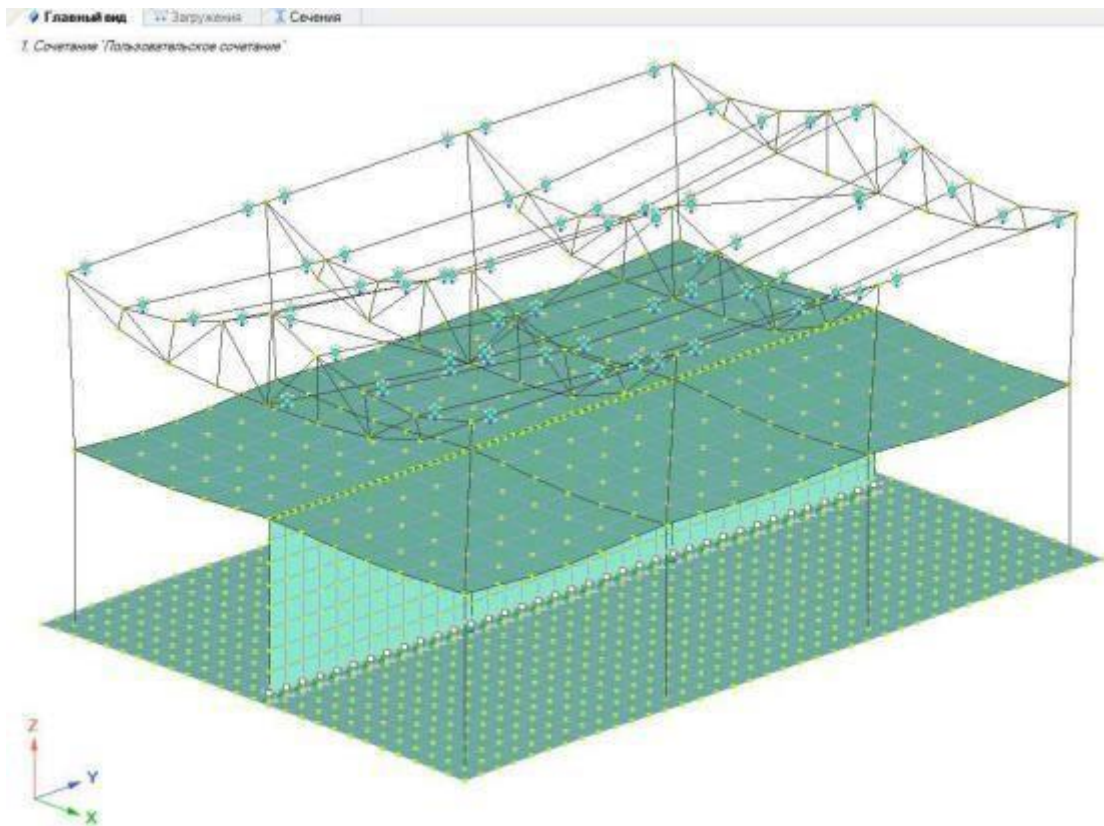 Главный вид Загружения Сечения
1. Сочетание "Пользовательское сочетание"
Z
Y
X